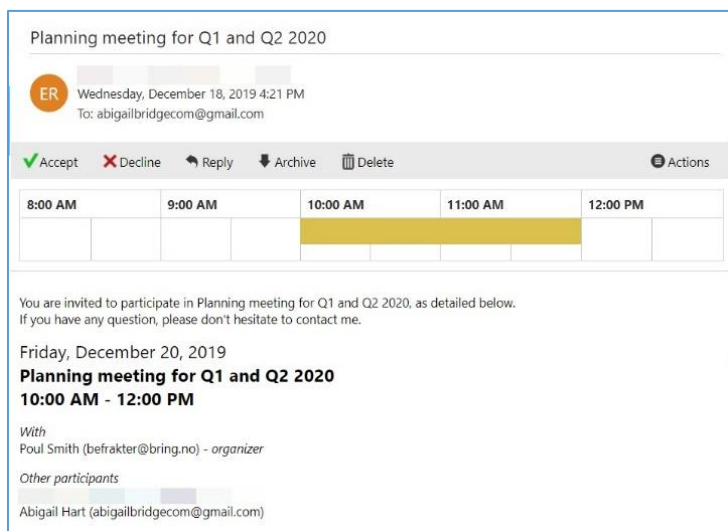 Planning meeting for Q1 and Q2 2020
ER
Wednesday, December 18, 2019 4:21 PM
To: abigailbridgecom@gmail.com
Accept Decline Reply Archive Delete Actions
8:00 AM 9:00 AM 10:00 AM 11:00 AM 12:00 PM
You are invited to participate in Planning meeting for Q1 and Q2 2020, as detailed below.
If you have any question, please don't hesitate to contact me.
Friday, December 20, 2019
Planning meeting for Q1 and Q2 2020
10:00 AM - 12:00 PM
With
Poul Smith (befrakter@bring.no) - organizer
Other participants
Abigail Hart (abigailbridgecom@gmail.com)